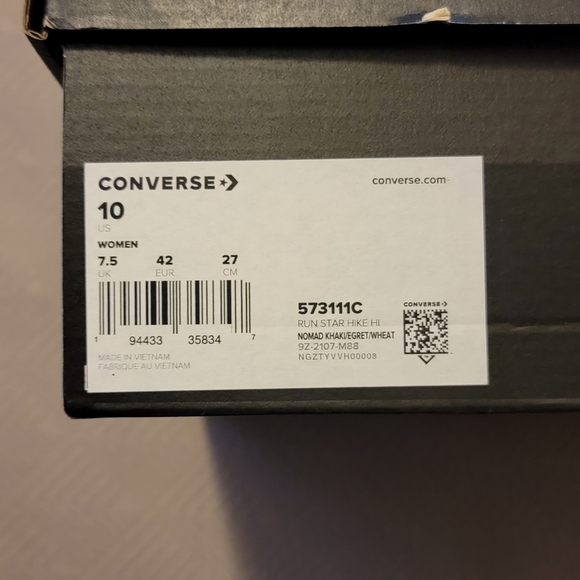 CONVERSE
converse.com
10
US
WOMEN
7.5 42 27
UK EUR CM
1 94433 35834 7
MADE IN VIETNAM
FABRIQUE AU VIETNAM
573111C
RUN STAR HIKE HI
NOMAD KHAKI/EGRET/WHEAT
9Z-2107-M88
NGZTYVVH00008
CONVERSE